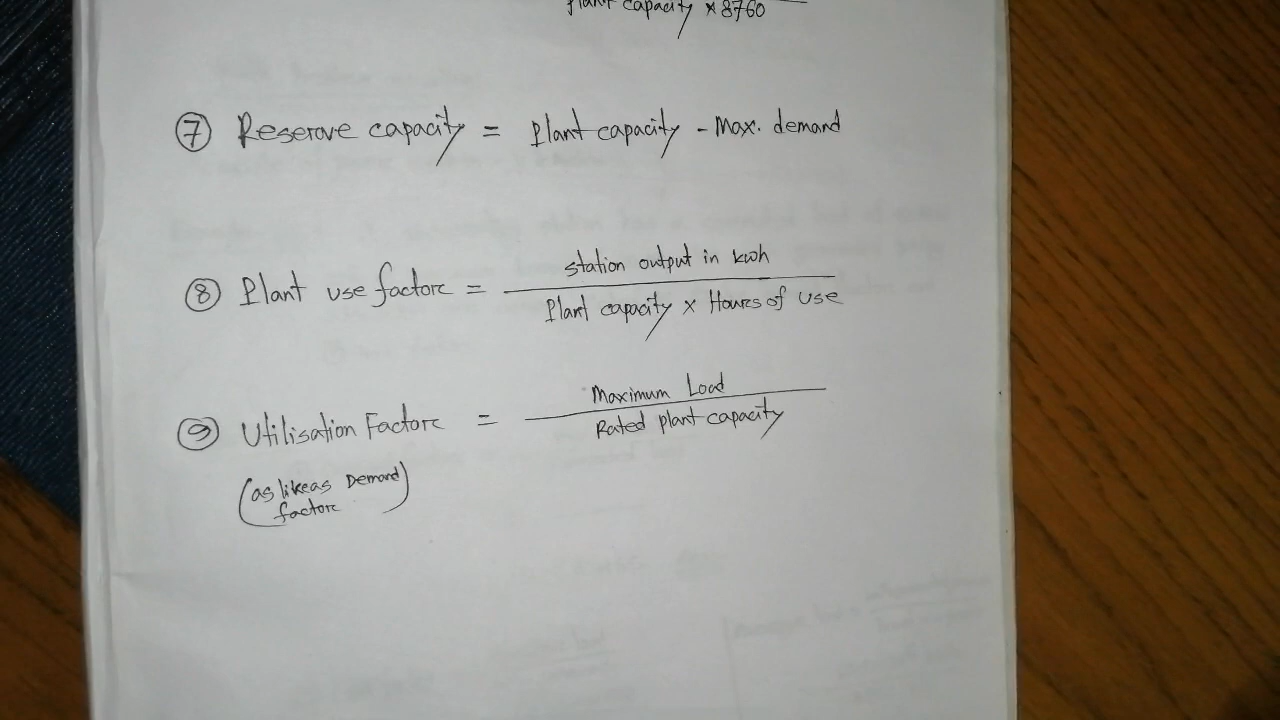 Plant capacity × 8760
⑦ Reserve capacity = Plant capacity - Max. demand
station output in kwh
⑧ Plant use factor =
Plant capacity × Hours of use
Maximum Load
⑨ Utilisation Factor =
Rated plant capacity
(as likeas Demand
factor)